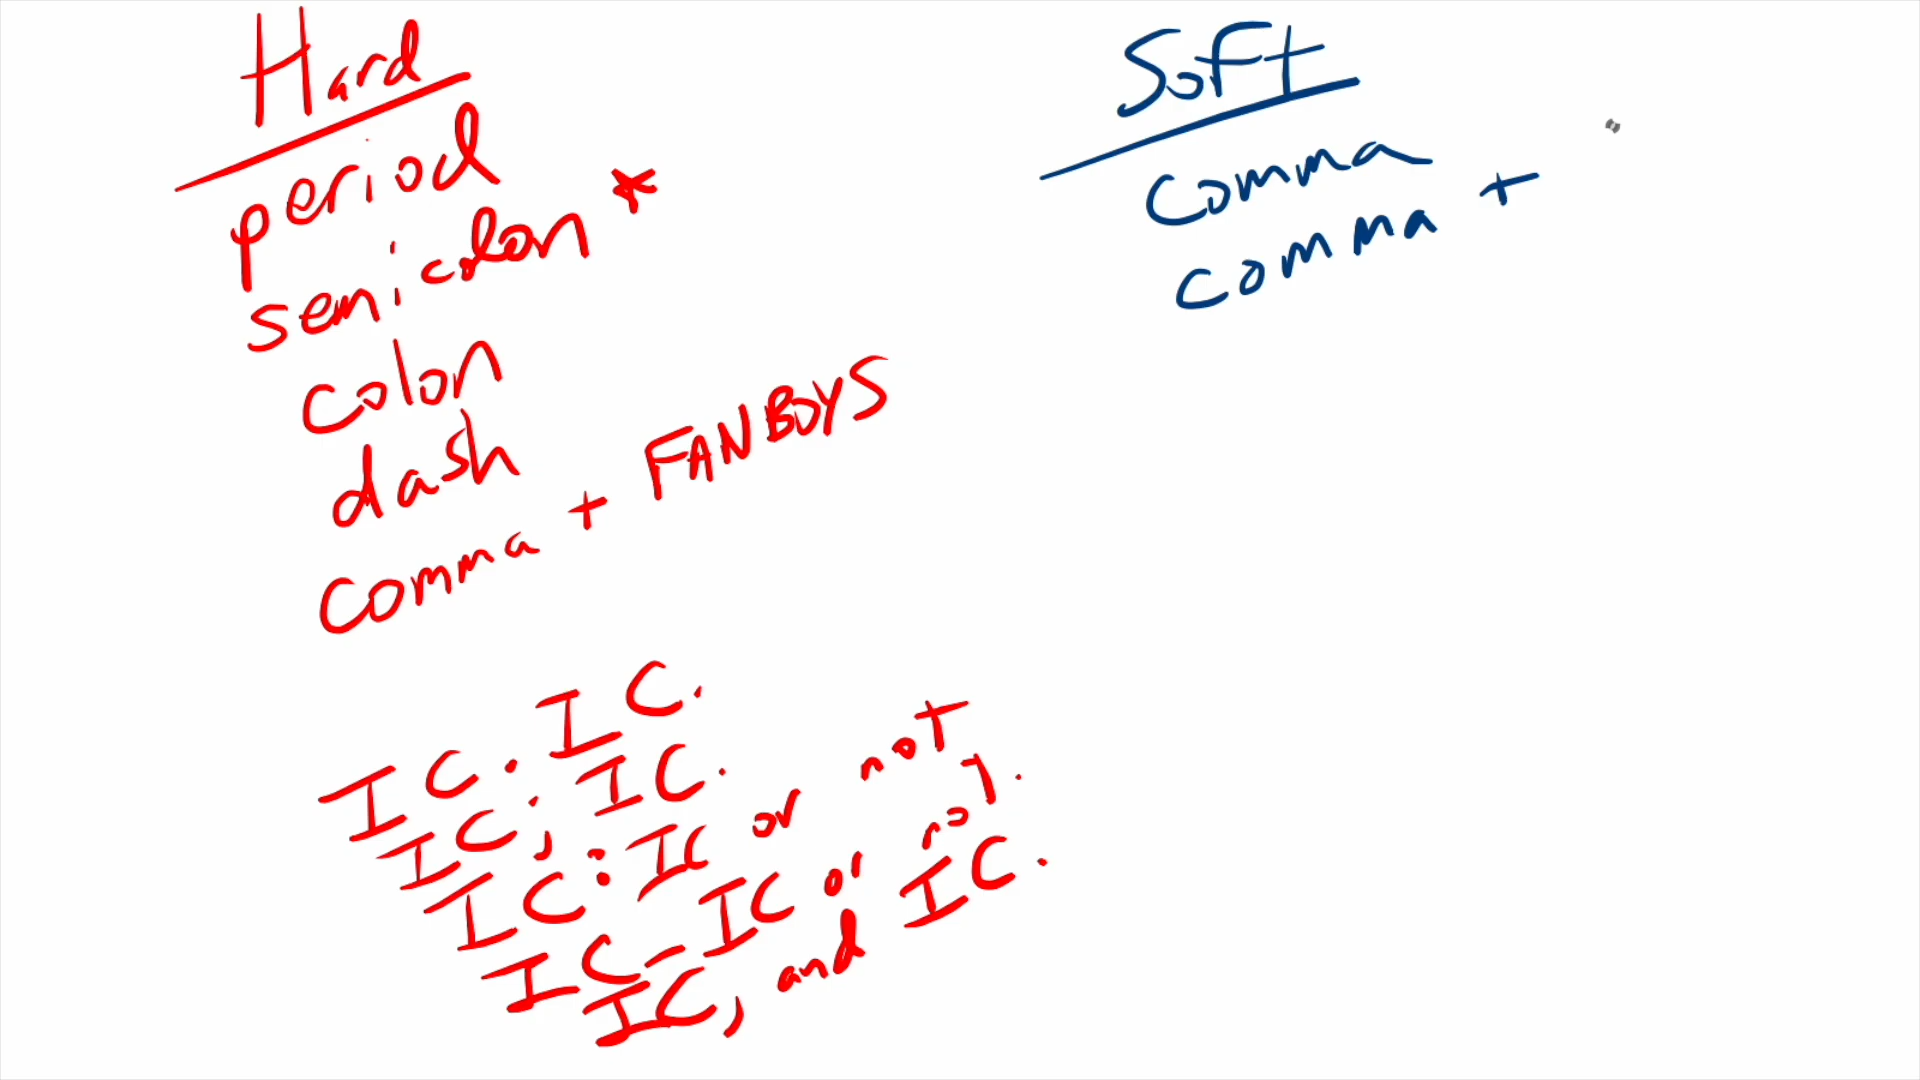 Hard
period
semicolon *
colon
dash
comma + FANBOYS
IC. IC.
IC; IC.
IC: IC or not
IC - IC or not.
IC, and IC.
Soft
comma
comma +